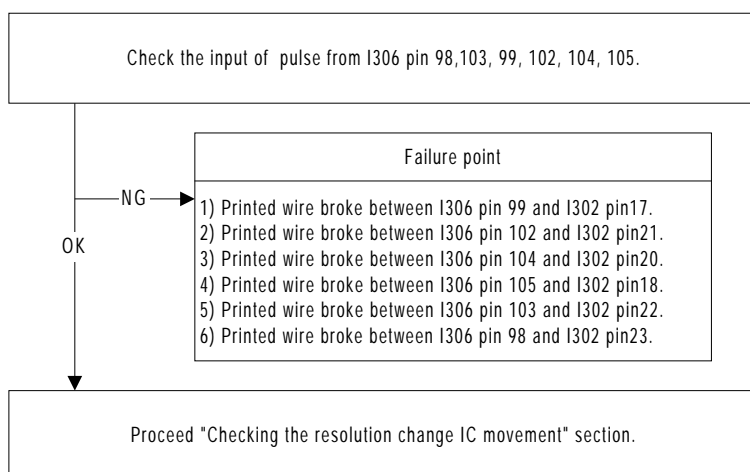 Check the input of pulse from I306 pin 98,103, 99, 102, 104, 105.
Failure point
NG
1) Printed wire broke between I306 pin 99 and I302 pin17.
2) Printed wire broke between I306 pin 102 and I302 pin21.
3) Printed wire broke between I306 pin 104 and I302 pin20.
4) Printed wire broke between I306 pin 105 and I302 pin18.
5) Printed wire broke between I306 pin 103 and I302 pin22.
6) Printed wire broke between I306 pin 98 and I302 pin23.
OK
Proceed "Checking the resolution change IC movement" section.